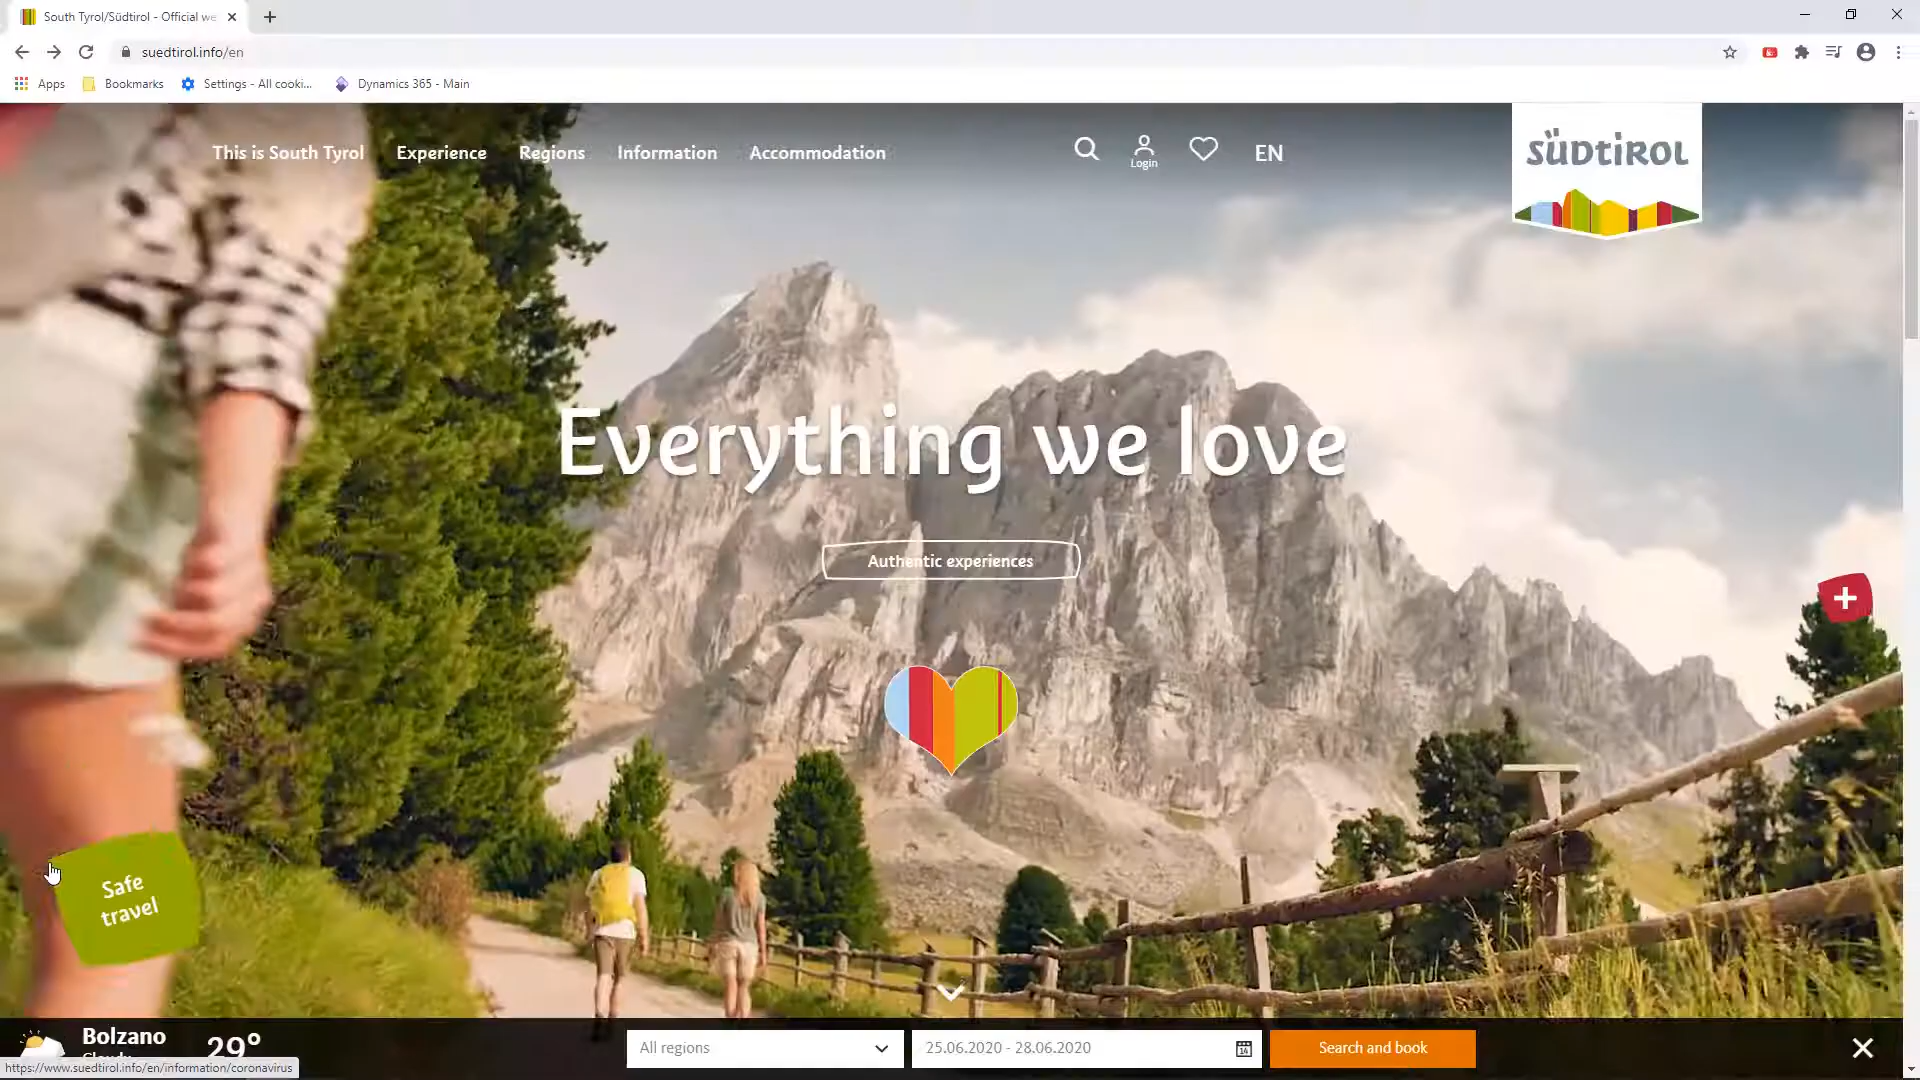 South Tyrol/Südtirol - Official we
suedtirol.info/en
Apps
Bookmarks
Settings - All cooki...
Dynamics 365 - Main
This is South Tyrol
Experience
Regions
Information
Accommodation
Login
EN
SÜDTIROL
Everything we love
Authentic experiences
Safe
travel
Bolzano
Cloudy
29°
All regions
25.06.2020 - 28.06.2020
14
Search and book
https://www.suedtirol.info/en/information/coronavirus